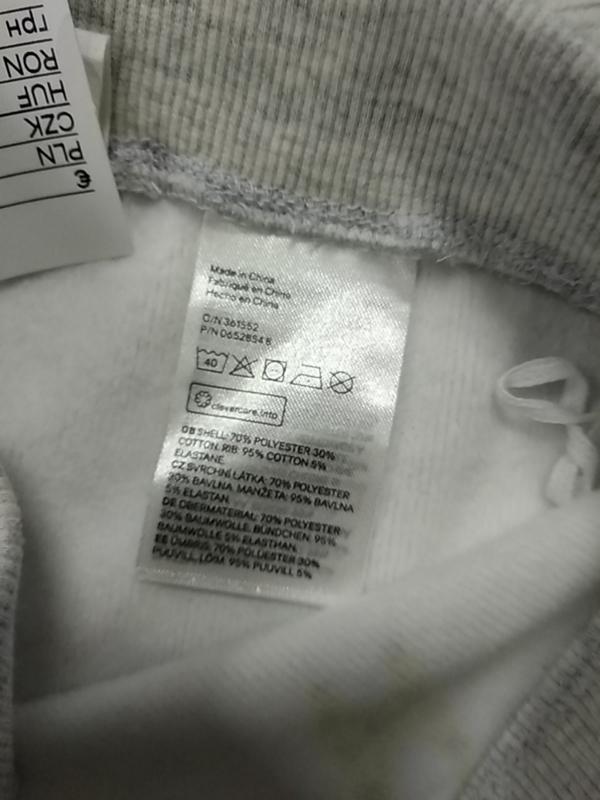 грн
RON
HUF
CZK
PLN
€
Made in China
Fabriqué en Chine
Hecho en China
O/N 361552
P/N 06528548
40
clevercare.info
GB SHELL: 70% POLYESTER 30%
COTTON. RIB: 95% COTTON 5%
ELASTANE.
CZ SVRCHNÍ LÁTKA: 70% POLYESTER
30% BAVLNA. MANŽETA: 95% BAVLNA
5% ELASTAN.
DE OBERMATERIAL: 70% POLYESTER
30% BAUMWOLLE. BÜNDCHEN: 95%
BAUMWOLLE 5% ELASTHAN.
EE ÜMBRIS: 70% POLÜESTER 30%
PUUVILL. 95% PUUVILL 5%